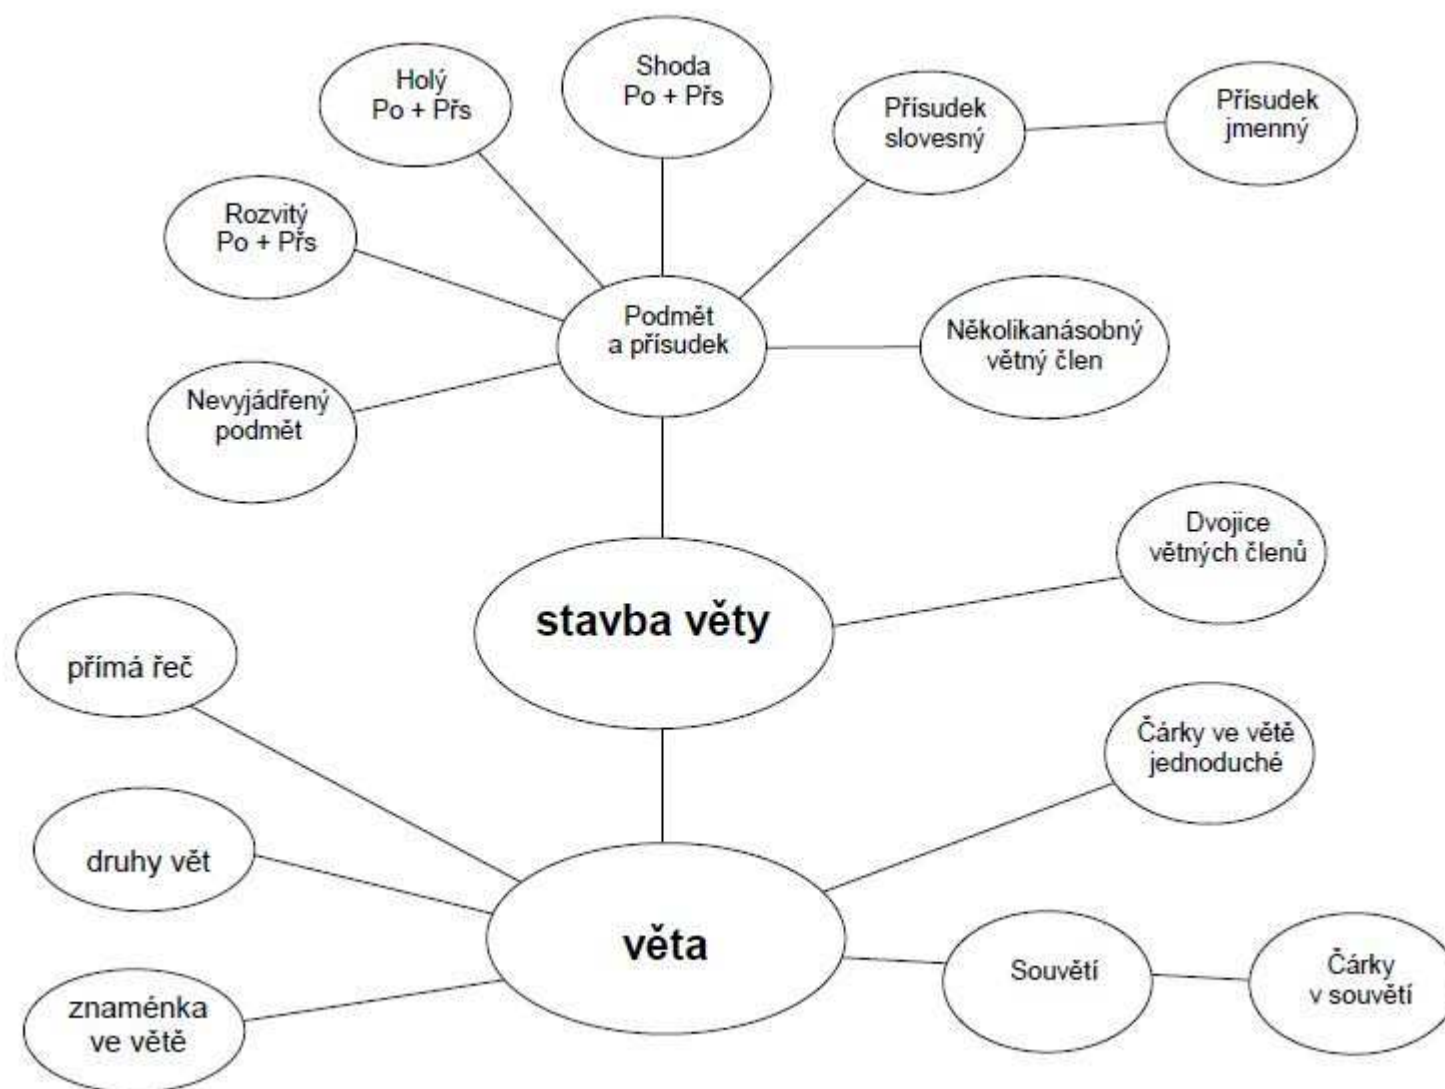 Holý
Po + Přs
Shoda
Po + Přs
Přísudek
slovesný
Přísudek
jmenný
Rozvitý
Po + Přs
Podmět
a přísudek
Několikanásobný
větný člen
Nevyjádřený
podmět
Dvojice
větných členů
stavba věty
přímá řeč
Čárky ve větě
jednoduché
druhy vět
věta
Souvětí
Čárky
v souvětí
znaménka
ve větě